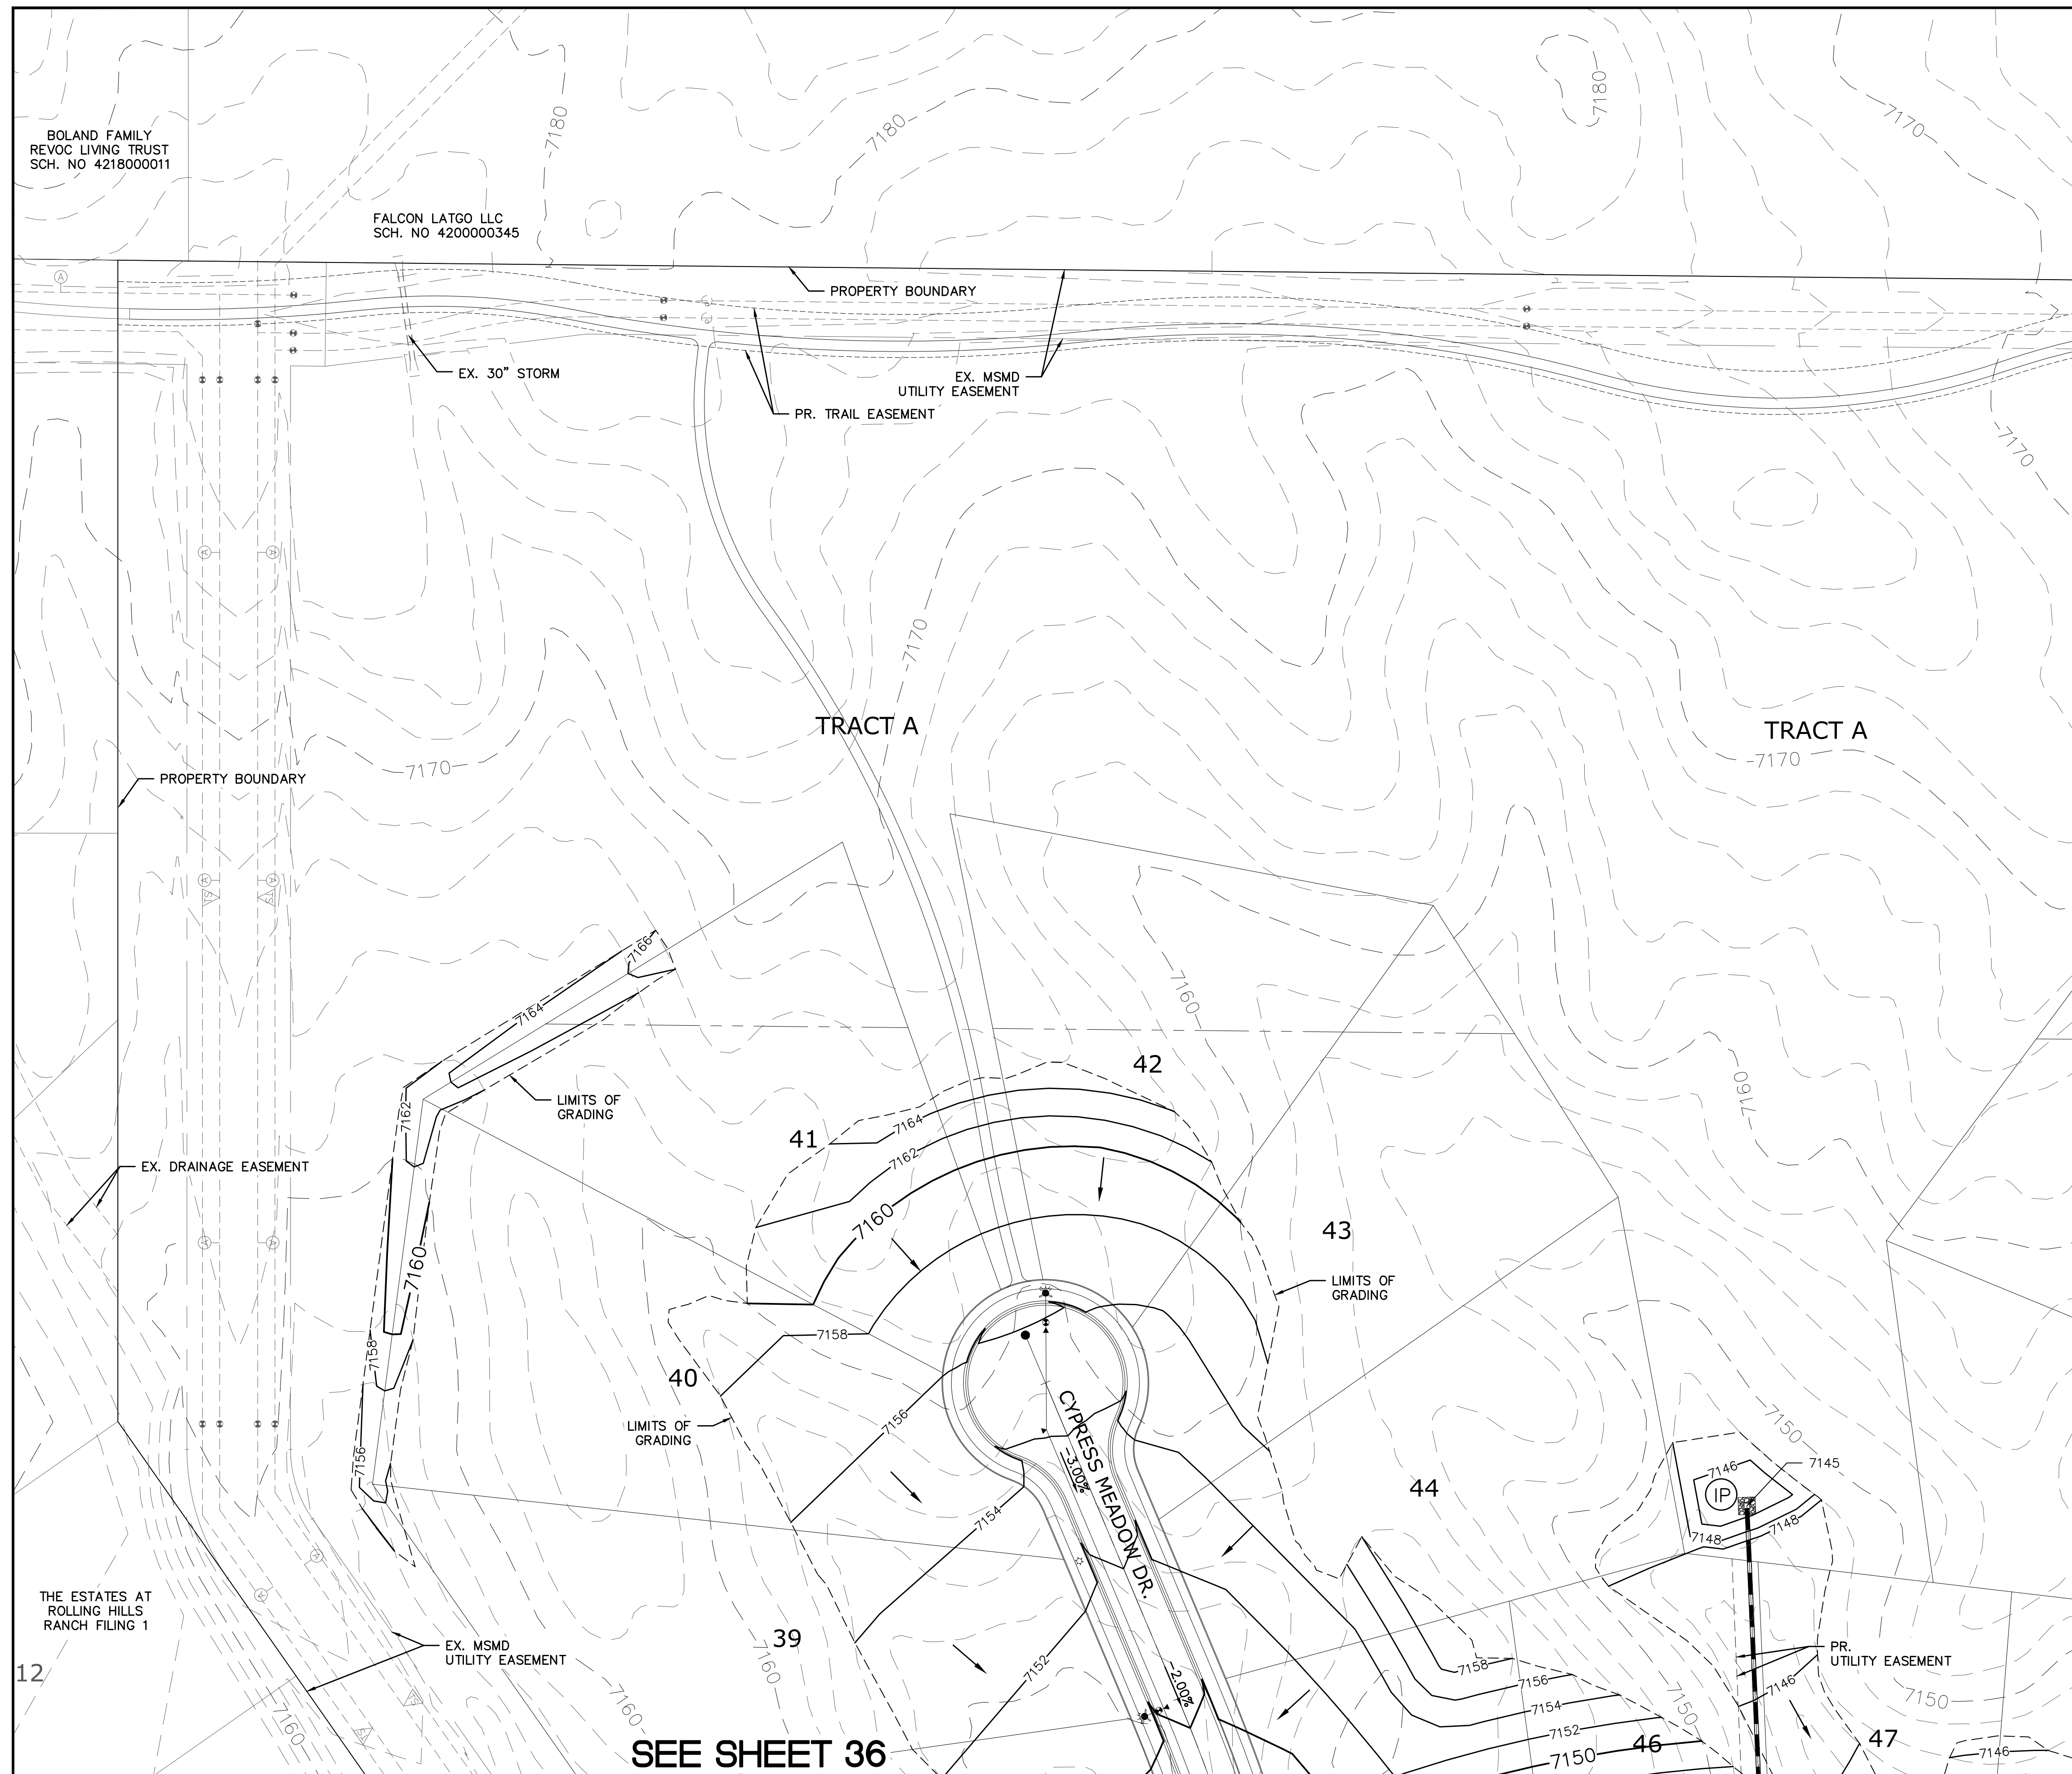 7180
7180
7180
7170
BOLAND FAMILY
REVOC LIVING TRUST
SCH. NO 4218000011
FALCON LATGO LLC
SCH. NO 4200000345
A
PROPERTY BOUNDARY
EX. 30" STORM
EX. MSMD
UTILITY EASEMENT
PR. TRAIL EASEMENT
7170
A
A
7170
TRACT A
TRACT A
7170
7170
PROPERTY BOUNDARY
A
A
ST
ST
7166
7164
7160
7162
LIMITS OF
GRADING
42
41
7164
7162
7160
EX. DRAINAGE EASEMENT
7160
A
A
7160
43
LIMITS OF
GRADING
7158
7158
40
LIMITS OF
GRADING
7156
7156
CYPRESS MEADOW DR.
-3.00%
7154
44
7150
7146
7145
IP
7148
7148
THE ESTATES AT
ROLLING HILLS
RANCH FILING 1
A
A
EX. MSMD
UTILITY EASEMENT
39
7152
-2.00%
PR.
UTILITY EASEMENT
7158
7156
7154
7152
7150
7146
7150
7150
12
ST
ST
7160
7160
7160
46
47
7146
SEE SHEET 36